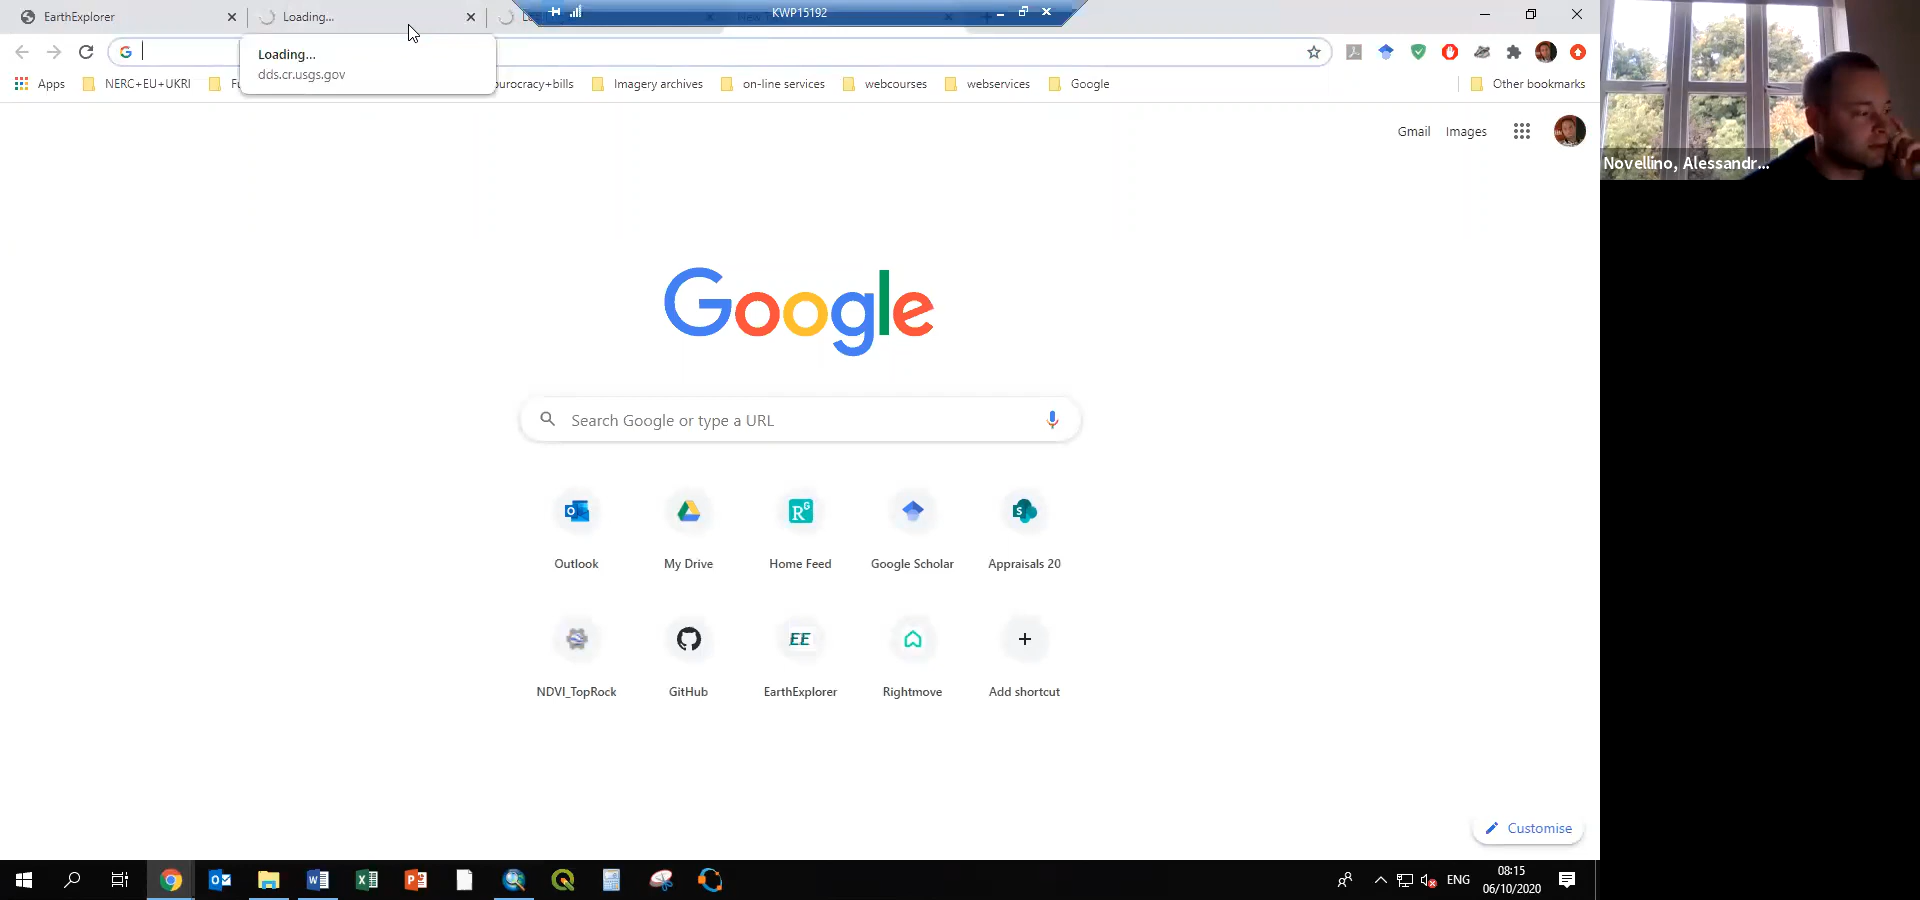 EarthExplorer
Loading...
KWP15192
Loading...
dds.cr.usgs.gov
Apps
NERC+EU+UKRI
urocracy+bills
Imagery archives
on-line services
webcourses
webservices
Google
Other bookmarks
Gmail
Images
Novellino, Alessandr...
Google
Search Google or type a URL
Outlook
My Drive
Home Feed
Google Scholar
Appraisals 20
NDVI_TopRock
GitHub
EE
EarthExplorer
Rightmove
Add shortcut
Customise
ENG
08:15
06/10/2020